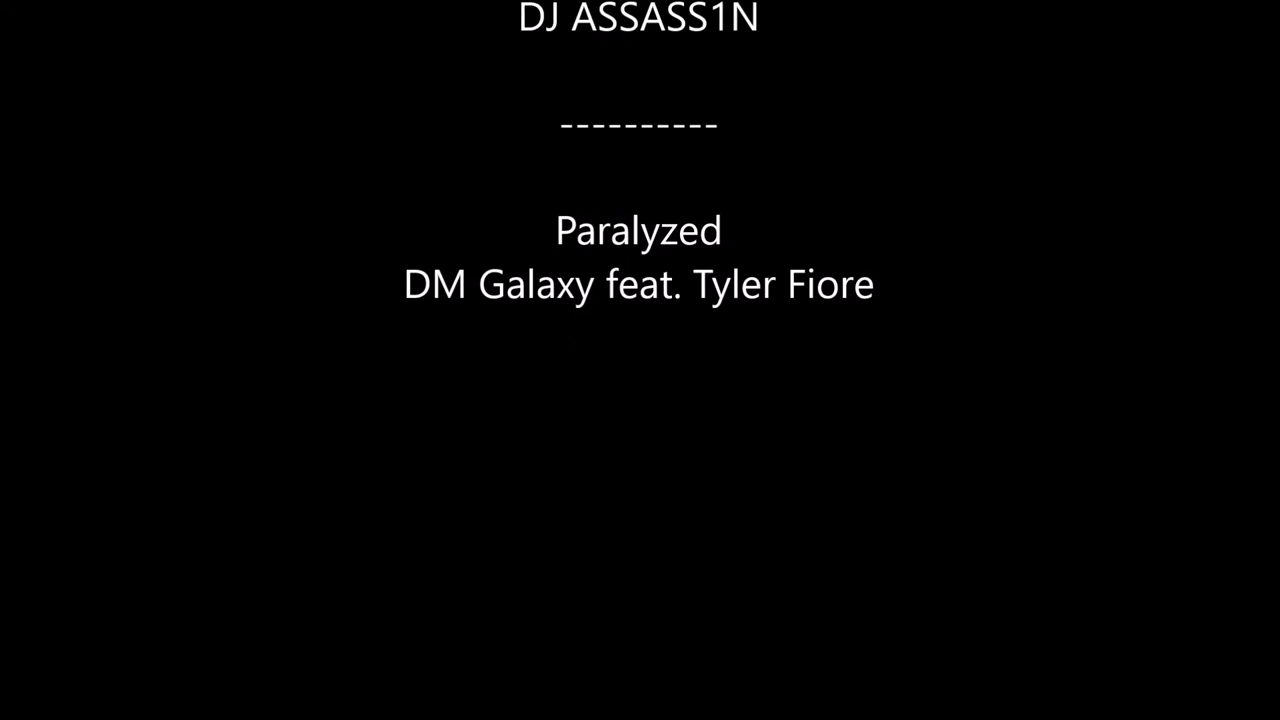 DJ ASSASS1N
----------
Paralyzed
DM Galaxy feat. Tyler Fiore